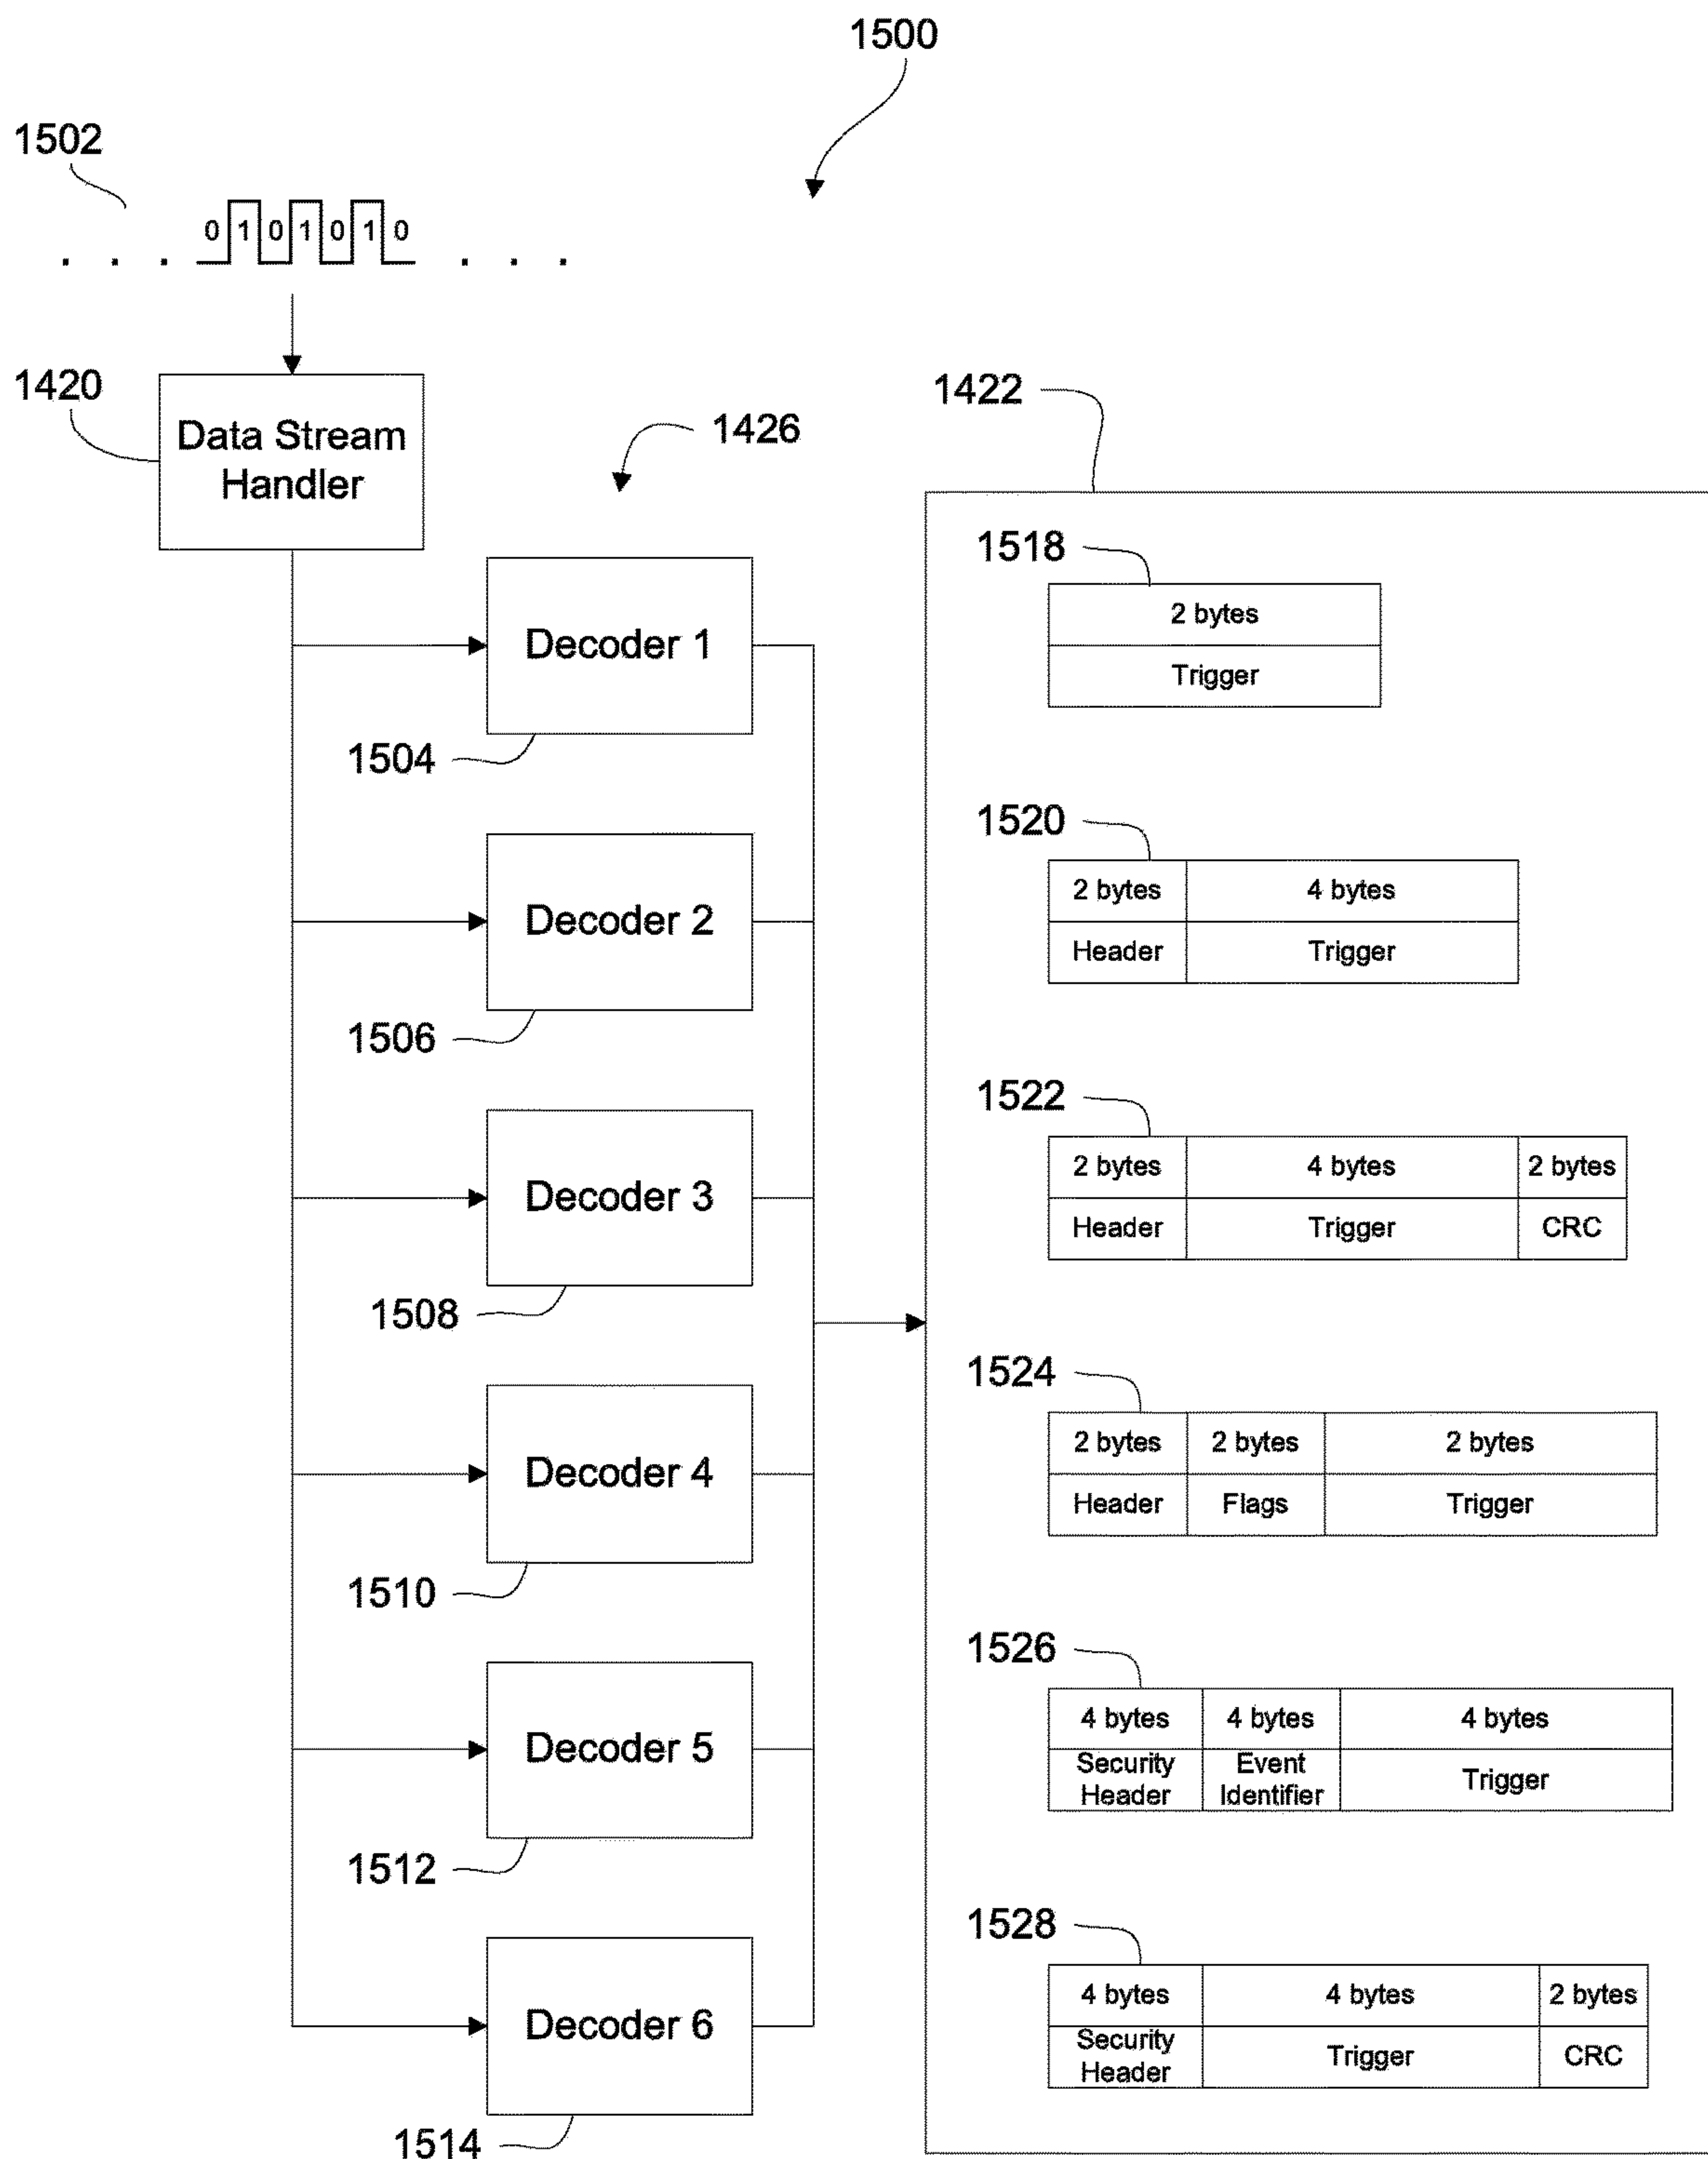 1500
1502
0 1 0 1 0 1 0
. . . . . .
1420
Data Stream
Handler
1426
1422
Decoder 1
1504
Decoder 2
1506
Decoder 3
1508
Decoder 4
1510
Decoder 5
1512
Decoder 6
1514
1518
2 bytes
Trigger
1520
2 bytes 4 bytes
Header Trigger
1522
2 bytes 4 bytes 2 bytes
Header Trigger CRC
1524
2 bytes 2 bytes 2 bytes
Header Flags Trigger
1526
4 bytes 4 bytes 4 bytes
Security Header Event Identifier Trigger
1528
4 bytes 4 bytes 2 bytes
Security Header Trigger CRC